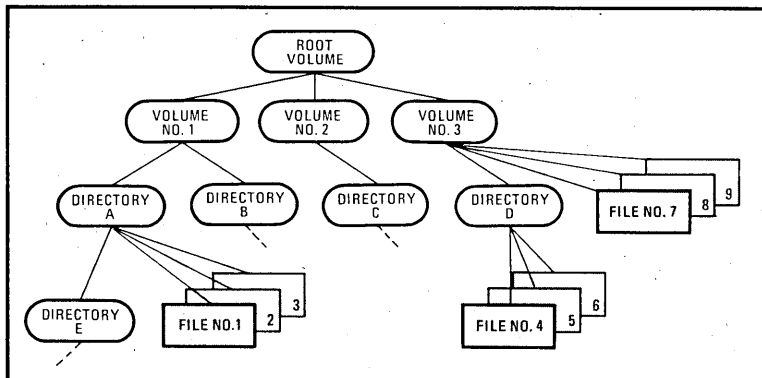 ROOT
VOLUME
VOLUME
NO. 1
VOLUME
NO. 2
VOLUME
NO. 3
DIRECTORY
A
DIRECTORY
B
DIRECTORY
C
DIRECTORY
D
9
8
FILE NO. 7
DIRECTORY
E
3
2
FILE NO.1
6
5
FILE NO. 4